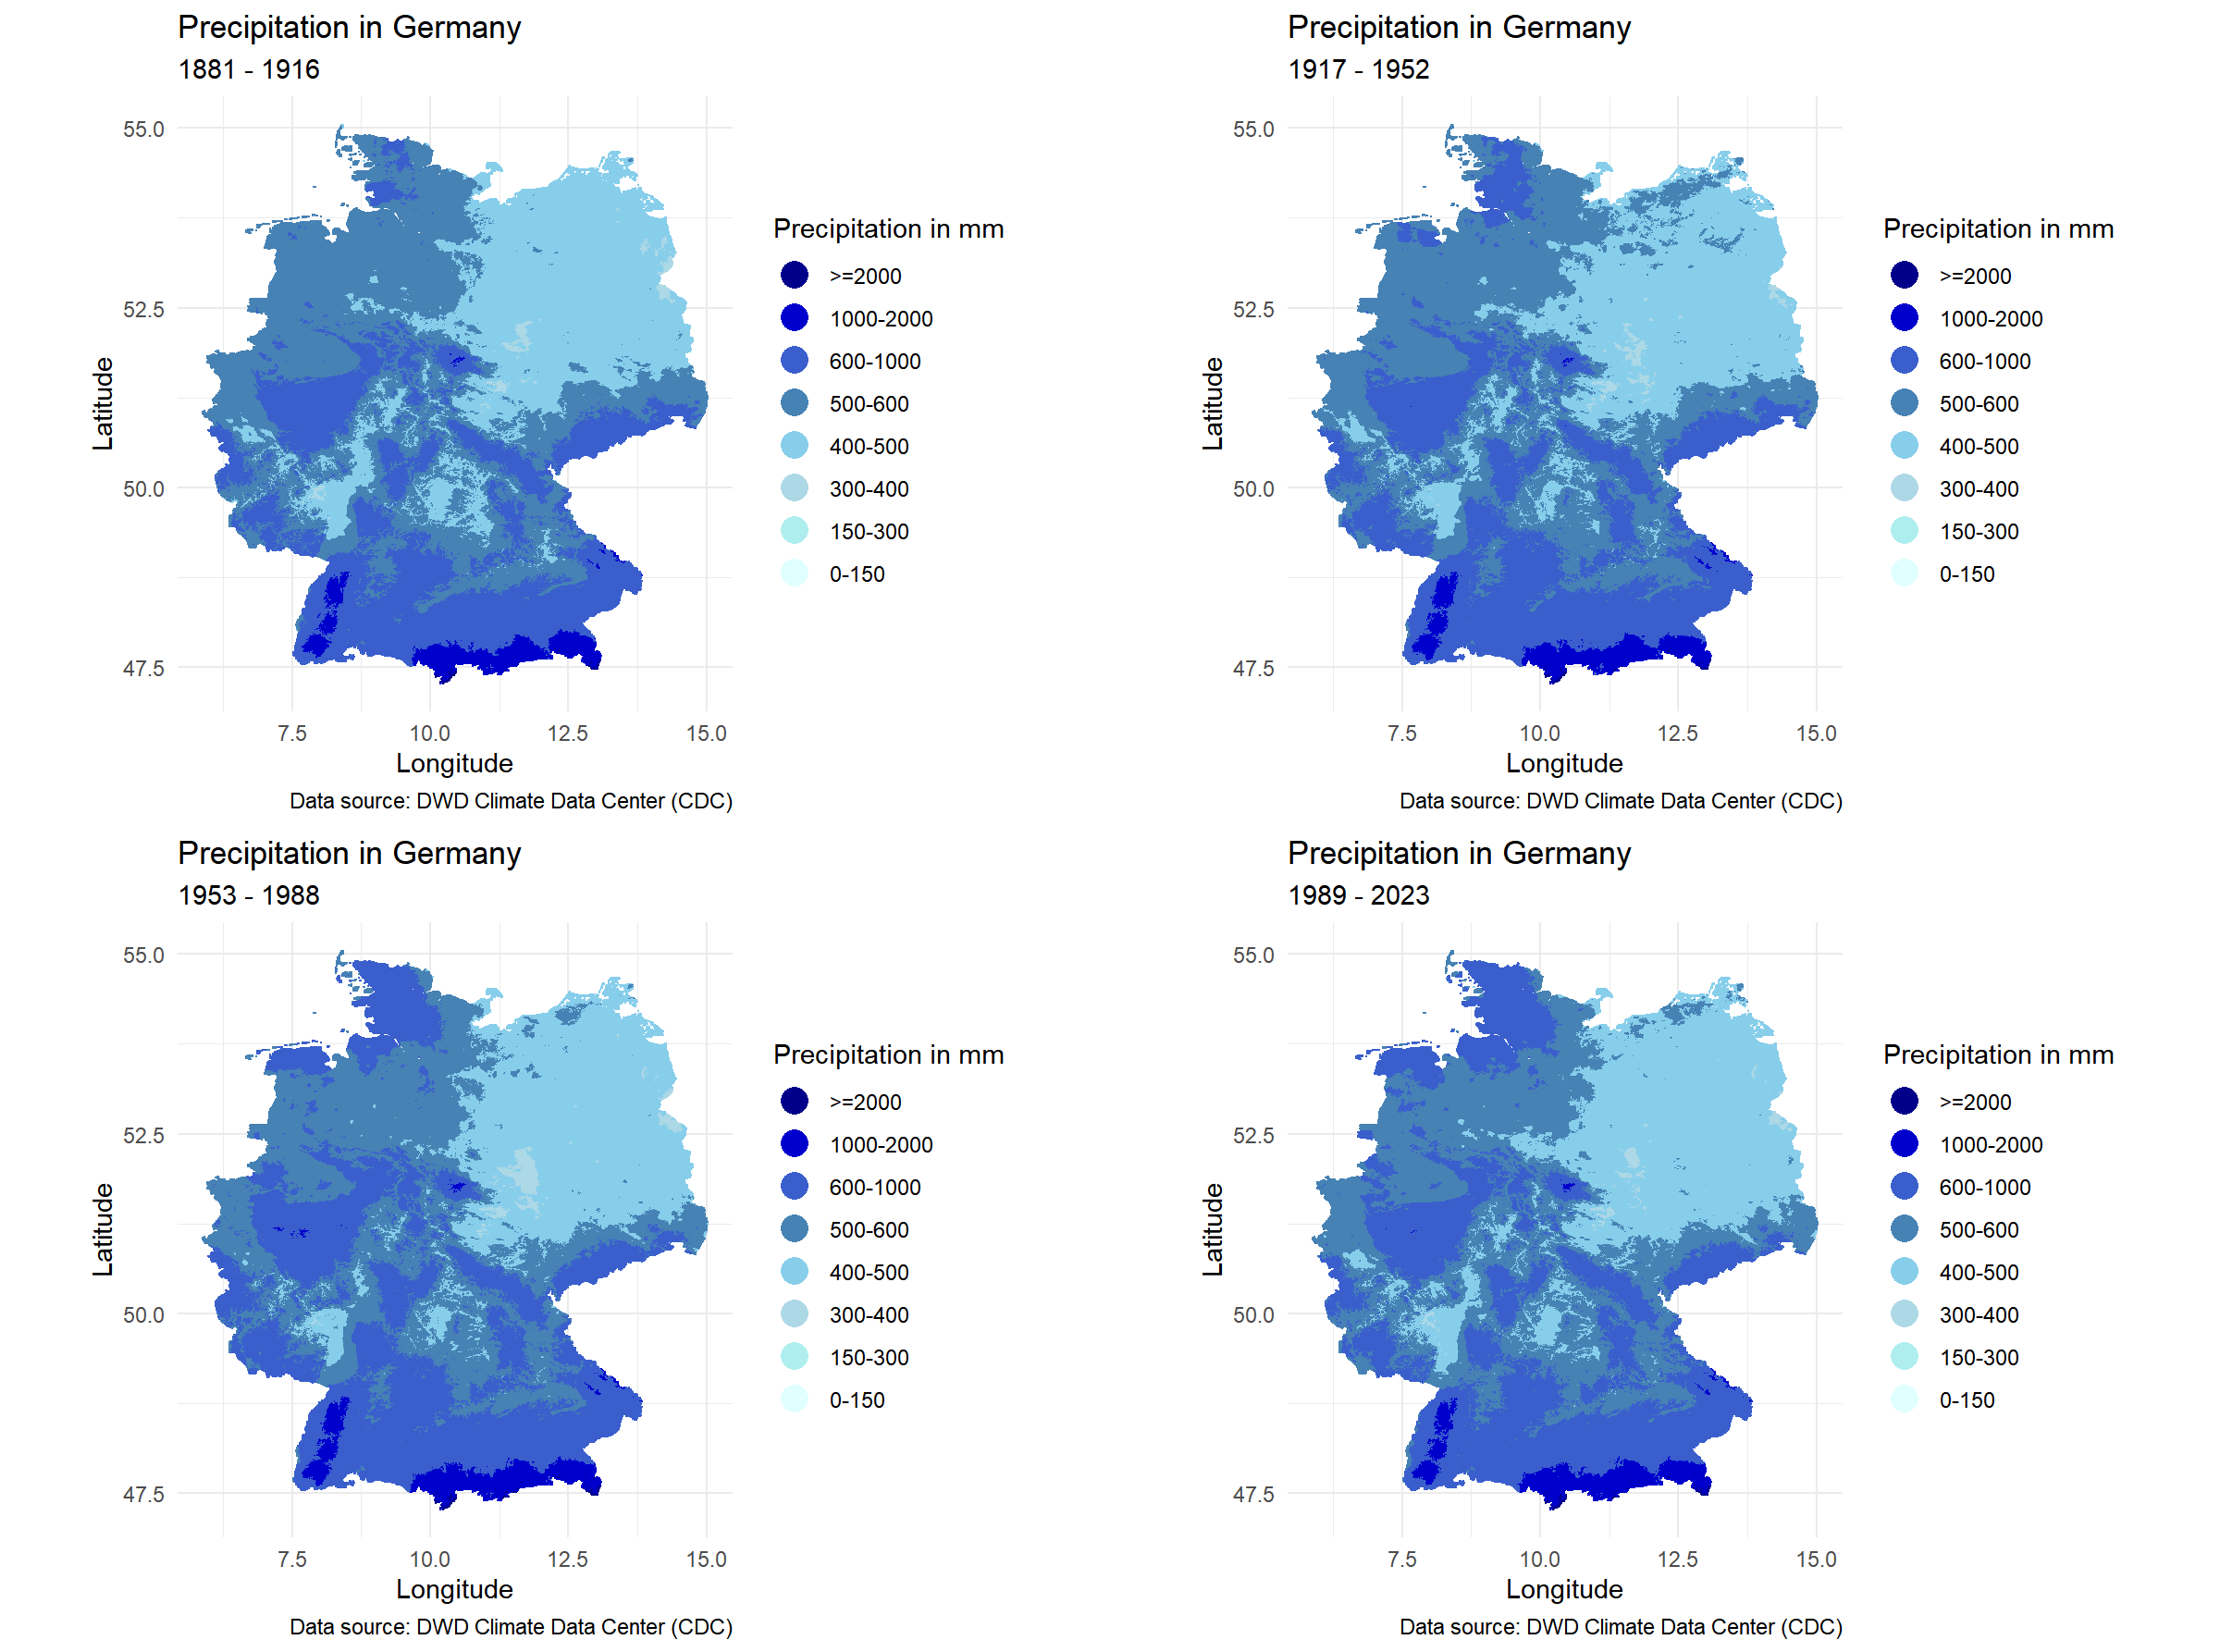 Precipitation in Germany
1881 - 1916
55.0
52.5
50.0
47.5
Latitude
7.5 10.0 12.5 15.0
Longitude
Data source: DWD Climate Data Center (CDC)
Precipitation in mm
>=2000
1000-2000
600-1000
500-600
400-500
300-400
150-300
0-150
Precipitation in Germany
1917 - 1952
55.0
52.5
50.0
47.5
Latitude
7.5 10.0 12.5 15.0
Longitude
Data source: DWD Climate Data Center (CDC)
Precipitation in mm
>=2000
1000-2000
600-1000
500-600
400-500
300-400
150-300
0-150
Precipitation in Germany
1953 - 1988
55.0
52.5
50.0
47.5
Latitude
7.5 10.0 12.5 15.0
Longitude
Data source: DWD Climate Data Center (CDC)
Precipitation in mm
>=2000
1000-2000
600-1000
500-600
400-500
300-400
150-300
0-150
Precipitation in Germany
1989 - 2023
55.0
52.5
50.0
47.5
Latitude
7.5 10.0 12.5 15.0
Longitude
Data source: DWD Climate Data Center (CDC)
Precipitation in mm
>=2000
1000-2000
600-1000
500-600
400-500
300-400
150-300
0-150